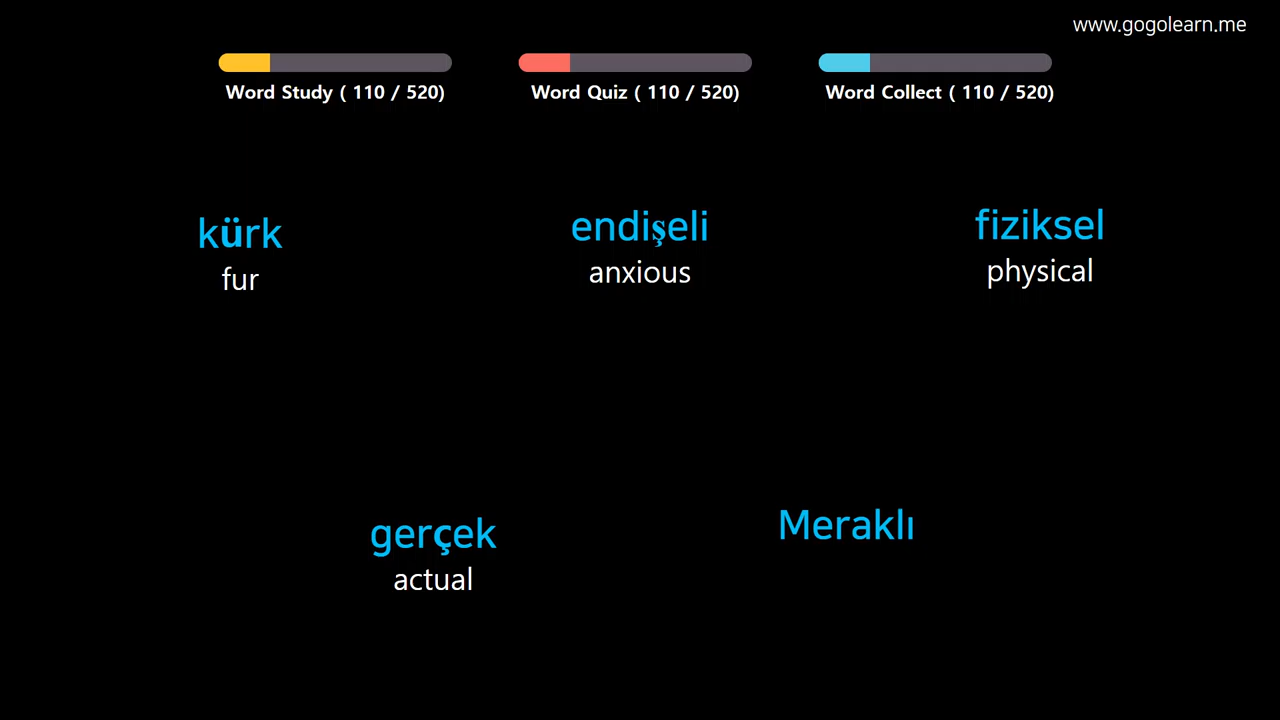 www.gogolearn.me
Word Study ( 110 / 520)
Word Quiz ( 110 / 520)
Word Collect ( 110 / 520)
kürk
fur
endişeli
anxious
fiziksel
physical
gerçek
actual
Meraklı